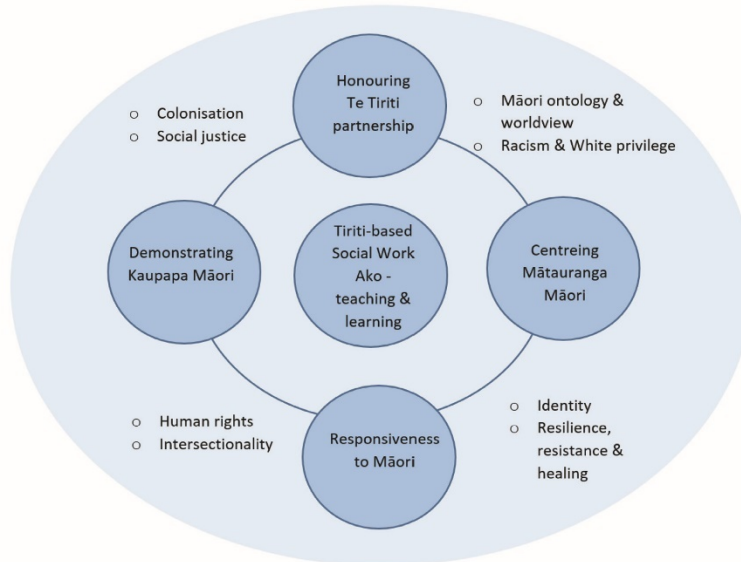 Honouring
Te Tiriti
partnership
○ Colonisation
○ Social justice
○ Māori ontology &
worldview
○ Racism & White privilege
Demonstrating
Kaupapa Māori
Tiriti-based
Social Work
Ako -
teaching &
learning
Centreing
Mātauranga
Māori
○ Human rights
○ Intersectionality
Responsiveness
to Māori
○ Identity
○ Resilience,
resistance &
healing